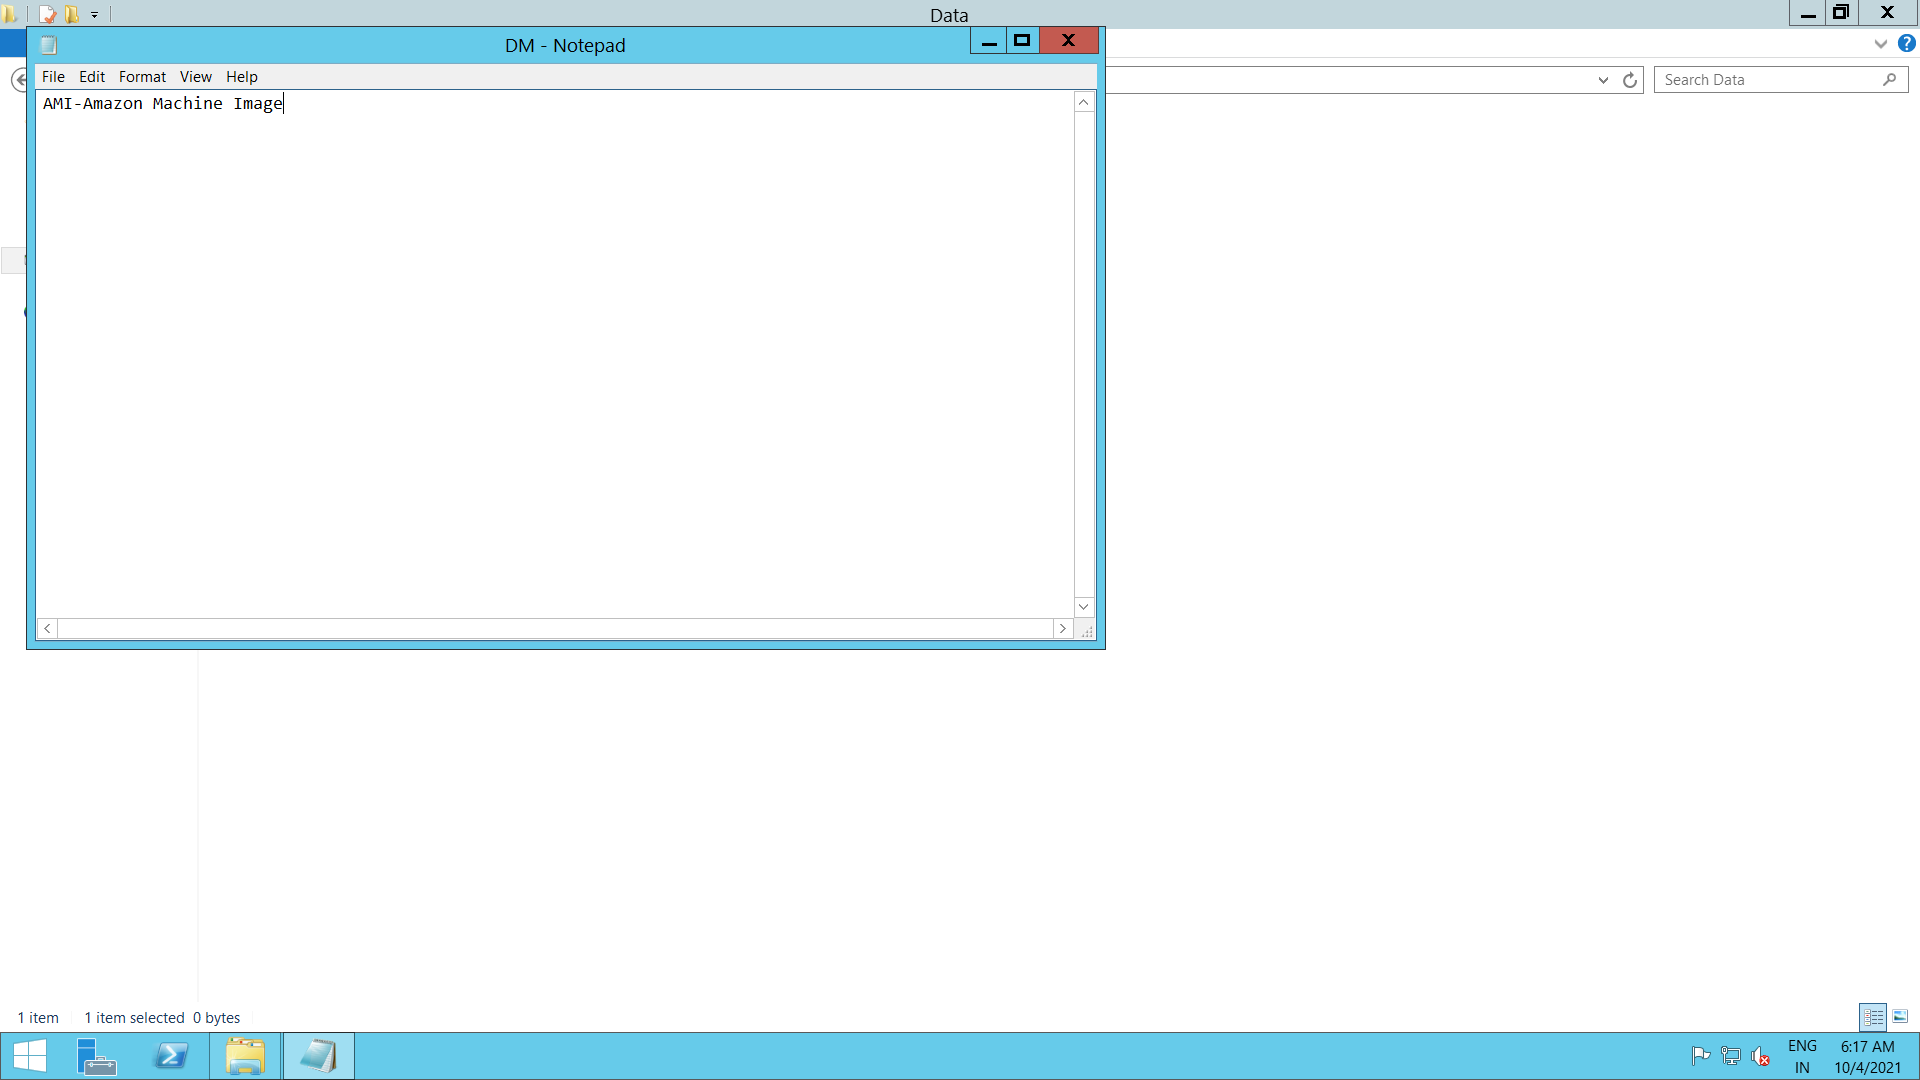 Data
DM - Notepad
File Edit Format View Help
Search Data
AMI-Amazon Machine Image
1 item 1 item selected 0 bytes
ENG 6:17 AM
IN 10/4/2021